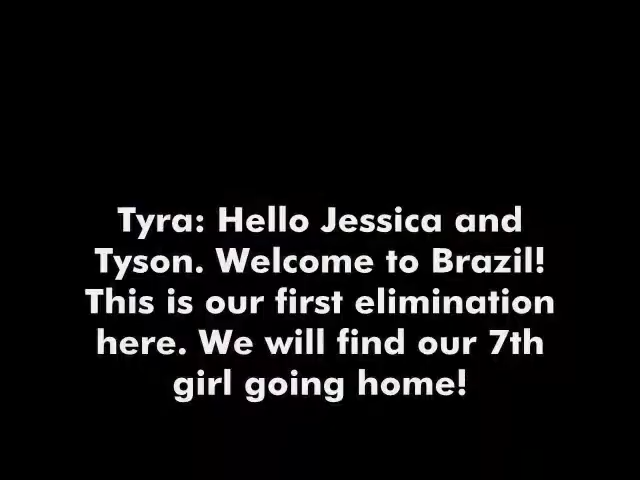 Tyra: Hello Jessica and
Tyson. Welcome to Brazil!
This is our first elimination
here. We will find our 7th
girl going home!